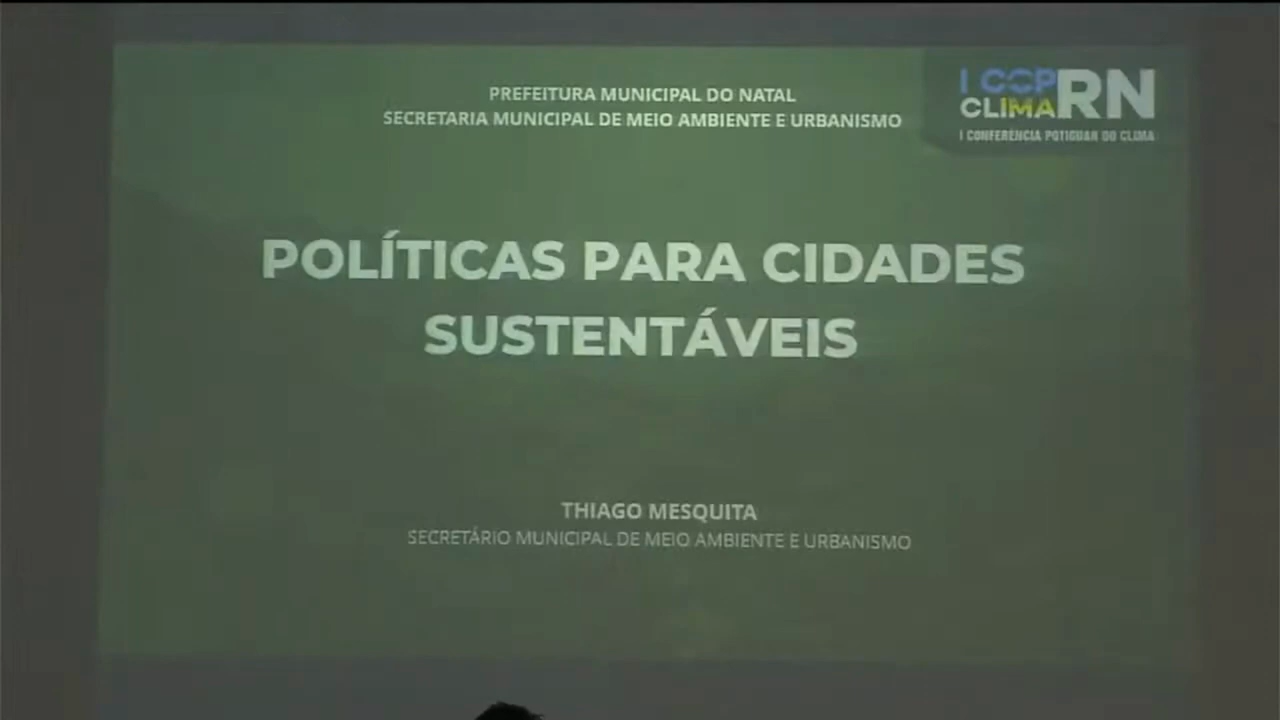 PREFEITURA MUNICIPAL DO NATAL
SECRETARIA MUNICIPAL DE MEIO AMBIENTE E URBANISMO
I COP
CLIMA RN
I CONFERÊNCIA POTIGUAR DO CLIMA
POLÍTICAS PARA CIDADES
SUSTENTÁVEIS
THIAGO MESQUITA
SECRETÁRIO MUNICIPAL DE MEIO AMBIENTE E URBANISMO